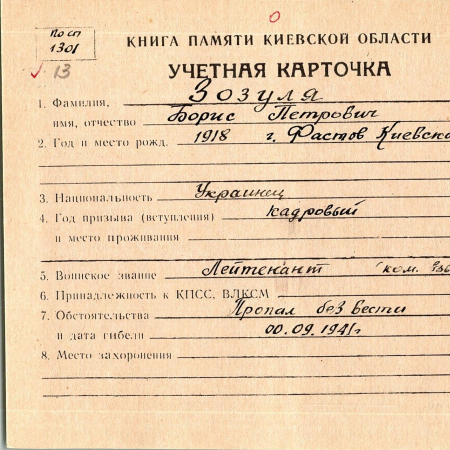 По сп
1301
13
КНИГА ПАМЯТИ КИЕВСКОЙ ОБЛАСТИ
УЧЕТНАЯ КАРТОЧКА
1. Фамилия, Зозуля
имя, отчество Борис Петрович
2. Год и место рожд. 1918 г. Фастов Киевско
3. Национальность Украинец
4. Год призыва (вступления) кадровый
и место проживания
5. Воинское звание Лейтенант ком.
6. Принадлежность к КПСС, ВЛКСМ
7. Обстоятельства Пропал без вести
и дата гибели 00.09.1941г
8. Место захоронения